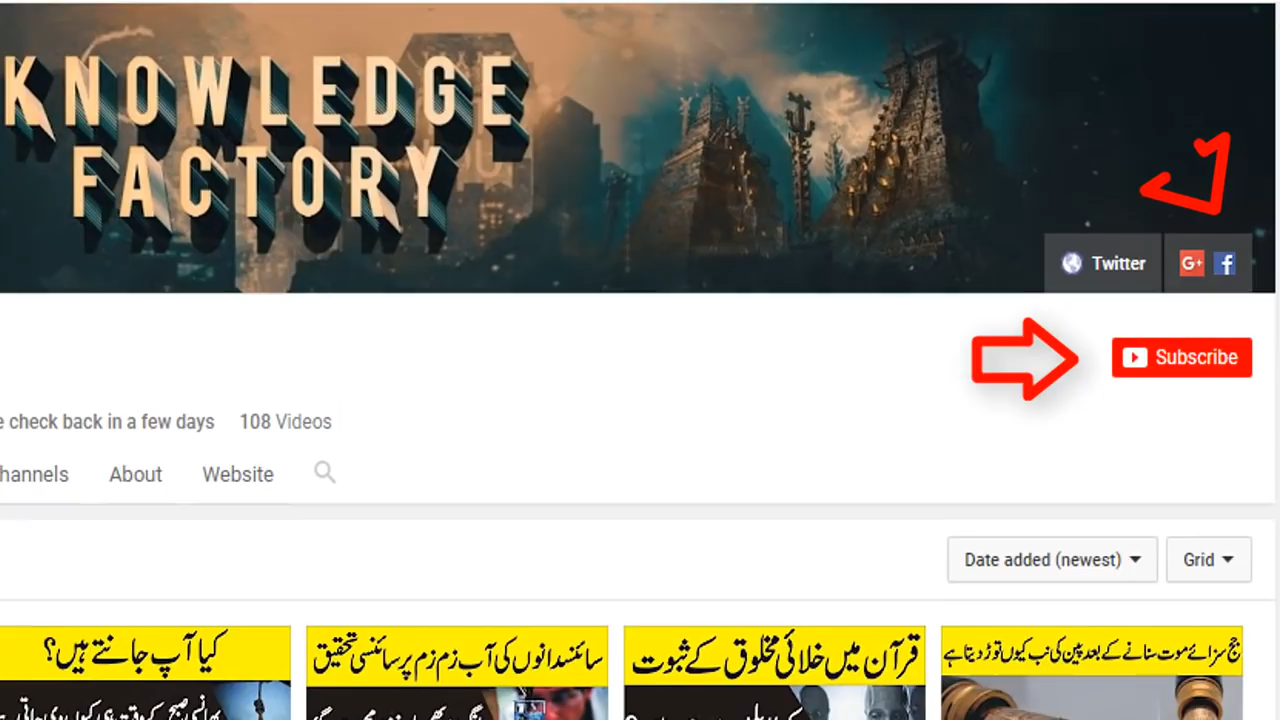 KNOWLEDGE
FACTORY
Twitter
G+ f
Subscribe
check back in a few days 108 Videos
hannels About Website
Date added (newest) Grid
کیا آپ جانتے ہیں؟
سائنسدانوں کی آب زم زم پر سائنسی تحقیق
قرآن میں خلائی مخلوق کے ثبوت
جج سزائے موت سنانے کے بعد پین کی نب کیوں توڑ دیتا ہے